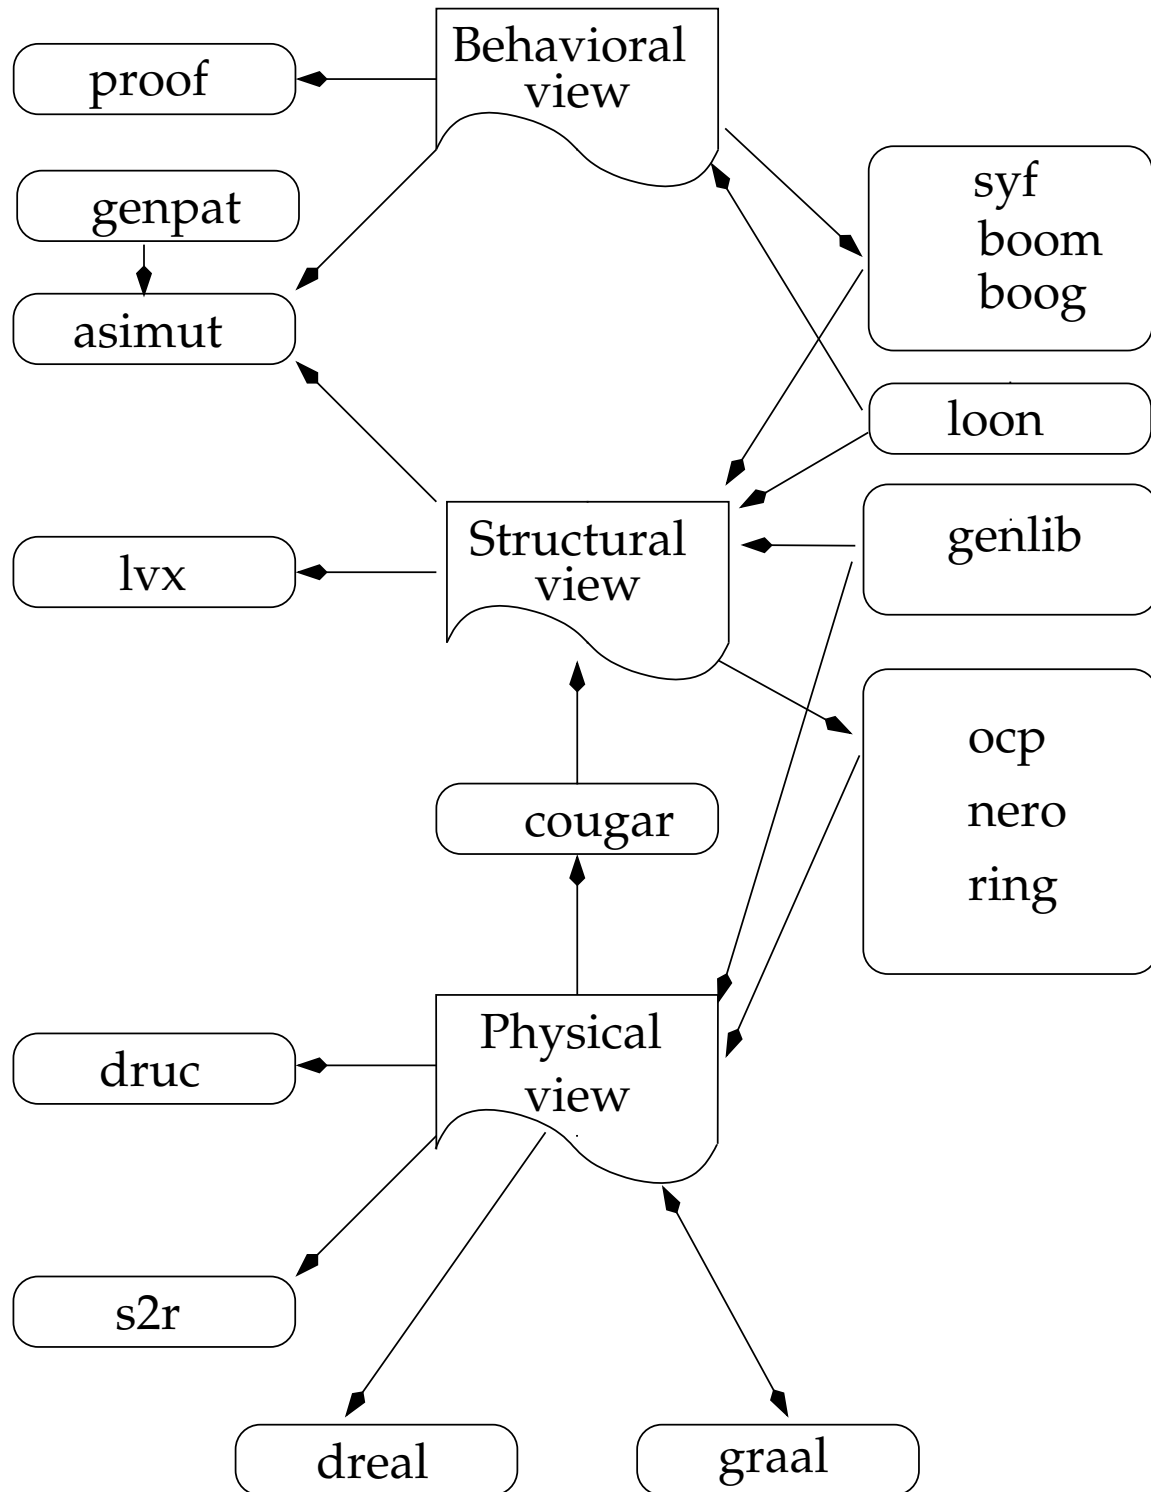 Behavioral
view
proof
genpat
asimut
syf
boom
boog
loon
Structural
view
genlib
lvx
ocp
nero
ring
cougar
Physical
view
druc
s2r
dreal
graal